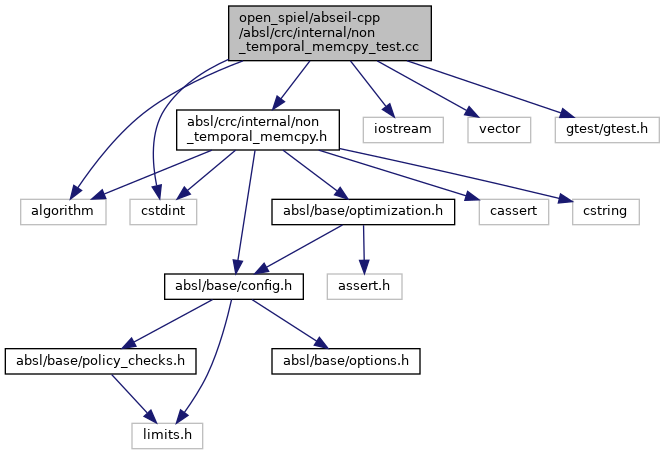 open_spiel/abseil-cpp
/absl/crc/internal/non
_temporal_memcpy_test.cc
absl/crc/internal/non
_temporal_memcpy.h
iostream
vector
gtest/gtest.h
algorithm
cstdint
absl/base/optimization.h
cassert
cstring
absl/base/config.h
assert.h
absl/base/policy_checks.h
absl/base/options.h
limits.h